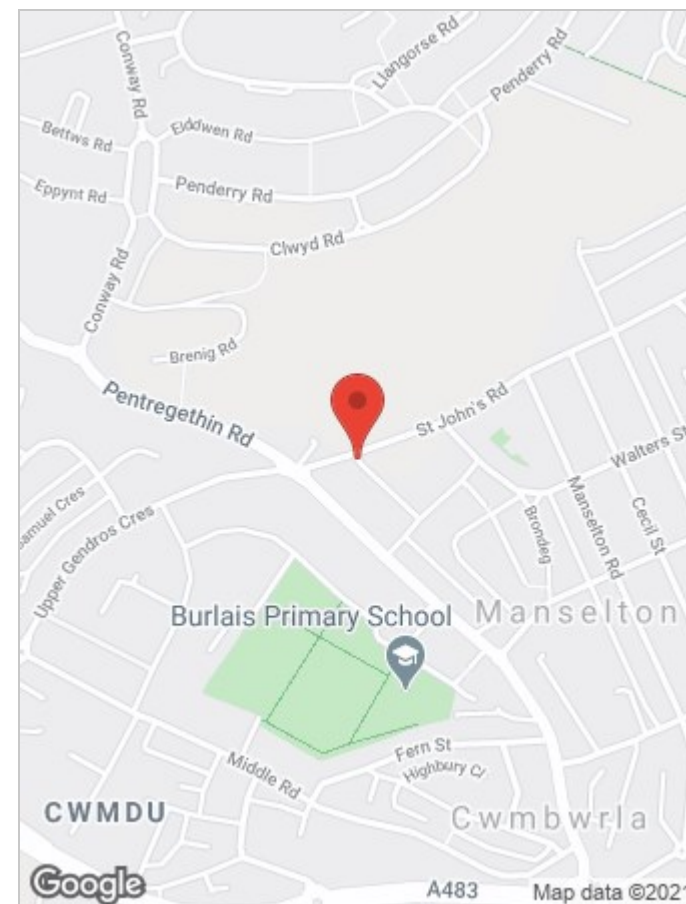 Llangorse Rd
Conway Rd
Penderry Rd
Bettws Rd
Eiddwen Rd
Eppynt Rd
Penderry Rd
Clwyd Rd
Conway Rd
Brenig Rd
Pentregethin Rd
St John's Rd
Walters St
Samuel Cres
Upper Gendros Cres
Brondeg
Manselton Rd
Cecil St
Burlais Primary School
Manselton
Middle Rd
Fern St
Highbury Cl
CWMDU
Cwmbwrla
Google
A483
Map data ©2021